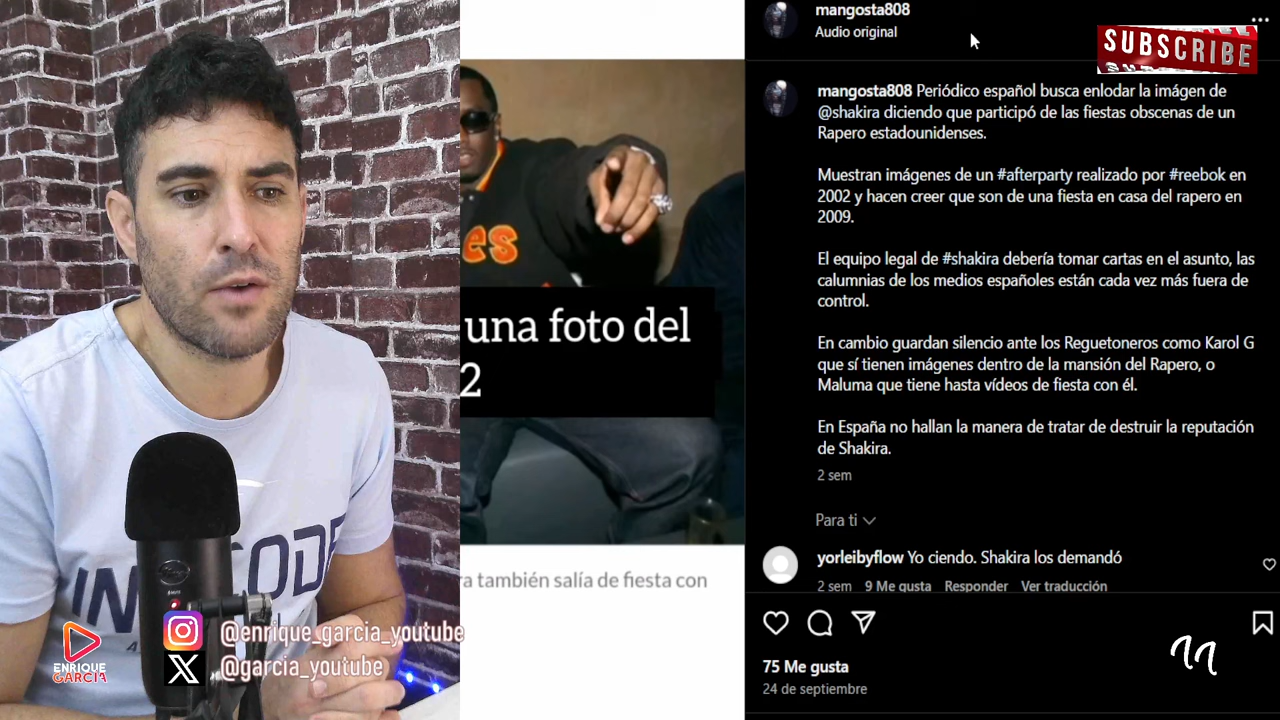 mangosta808
Audio original
SUBSCRIBE
mangosta808 Periódico español busca enlodar la imágen de
@shakira diciendo que participó de las fiestas obscenas de un
Rapero estadounidenses.
Muestran imágenes de un #afterparty realizado por #reebok en
2002 y hacen creer que son de una fiesta en casa del rapero en
2009.
El equipo legal de #shakira debería tomar cartas en el asunto, las
calumnias de los medios españoles están cada vez más fuera de
control.
En cambio guardan silencio ante los Reguetoneros como Karol G
que sí tienen imágenes dentro de la mansión del Rapero, o
Maluma que tiene hasta vídeos de fiesta con él.
En España no hallan la manera de tratar de destruir la reputación
de Shakira.
2 sem
Para ti
yorleibyflow Yo ciendo. Shakira los demandó
2 sem 9 Me gusta Responder Ver traducción
75 Me gusta
24 de septiembre
es
una foto del
2
a también salía de fiesta con
@enrique_garcia_youtube
@garcia_youtube
ENRIQUE
GARCIA